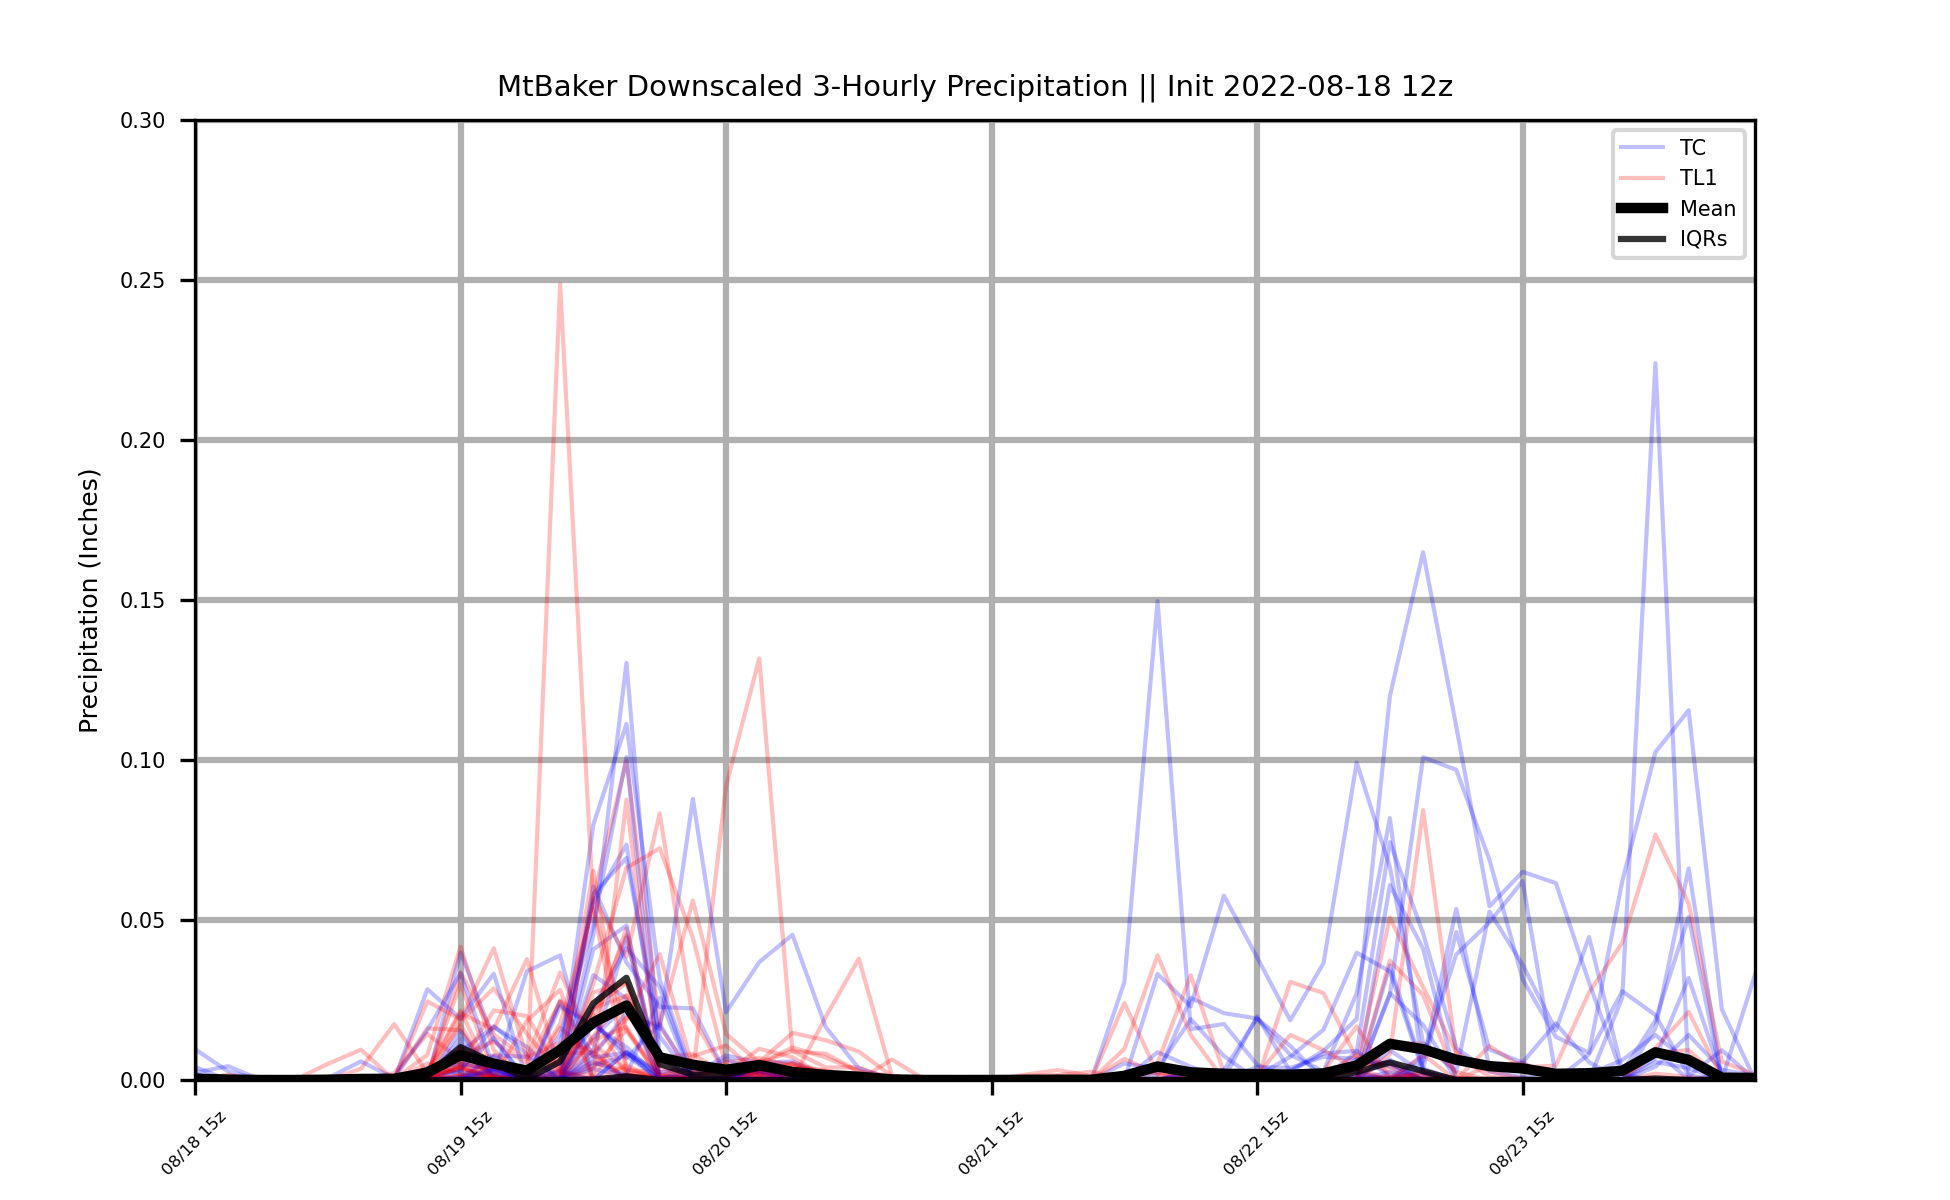 MtBaker Downscaled 3-Hourly Precipitation || Init 2022-08-18 12z
Precipitation (Inches)
0.30
0.25
0.20
0.15
0.10
0.05
0.00
TC
TL1
Mean
IQRs
08/18 15z
08/19 15z
08/20 15z
08/21 15z
08/22 15z
08/23 15z